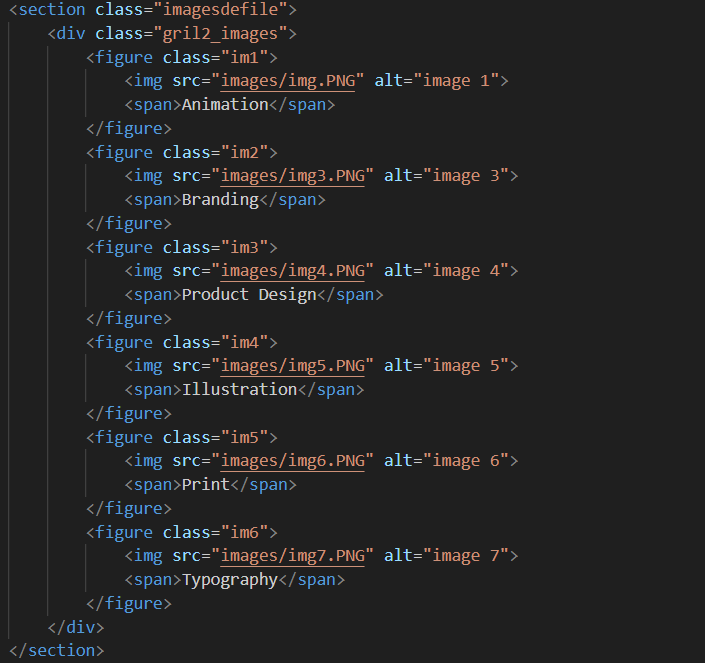 <section class="imagesdefile">
<div class="gril2_images">
<figure class="im1">
<img src="images/img.PNG" alt="image 1">
<span>Animation</span>
</figure>
<figure class="im2">
<img src="images/img3.PNG" alt="image 3">
<span>Branding</span>
</figure>
<figure class="im3">
<img src="images/img4.PNG" alt="image 4">
<span>Product Design</span>
</figure>
<figure class="im4">
<img src="images/img5.PNG" alt="image 5">
<span>Illustration</span>
</figure>
<figure class="im5">
<img src="images/img6.PNG" alt="image 6">
<span>Print</span>
</figure>
<figure class="im6">
<img src="images/img7.PNG" alt="image 7">
<span>Typography</span>
</figure>
</div>
</section>